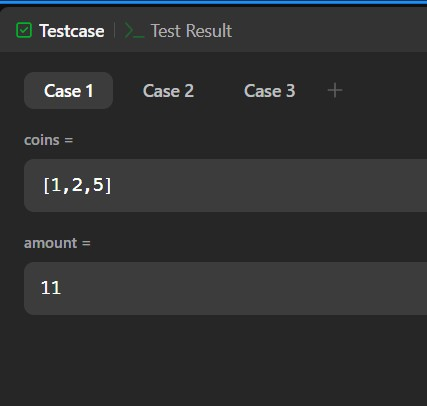 Testcase
Test Result
Case 1
Case 2
Case 3
coins =
[1,2,5]
amount =
11